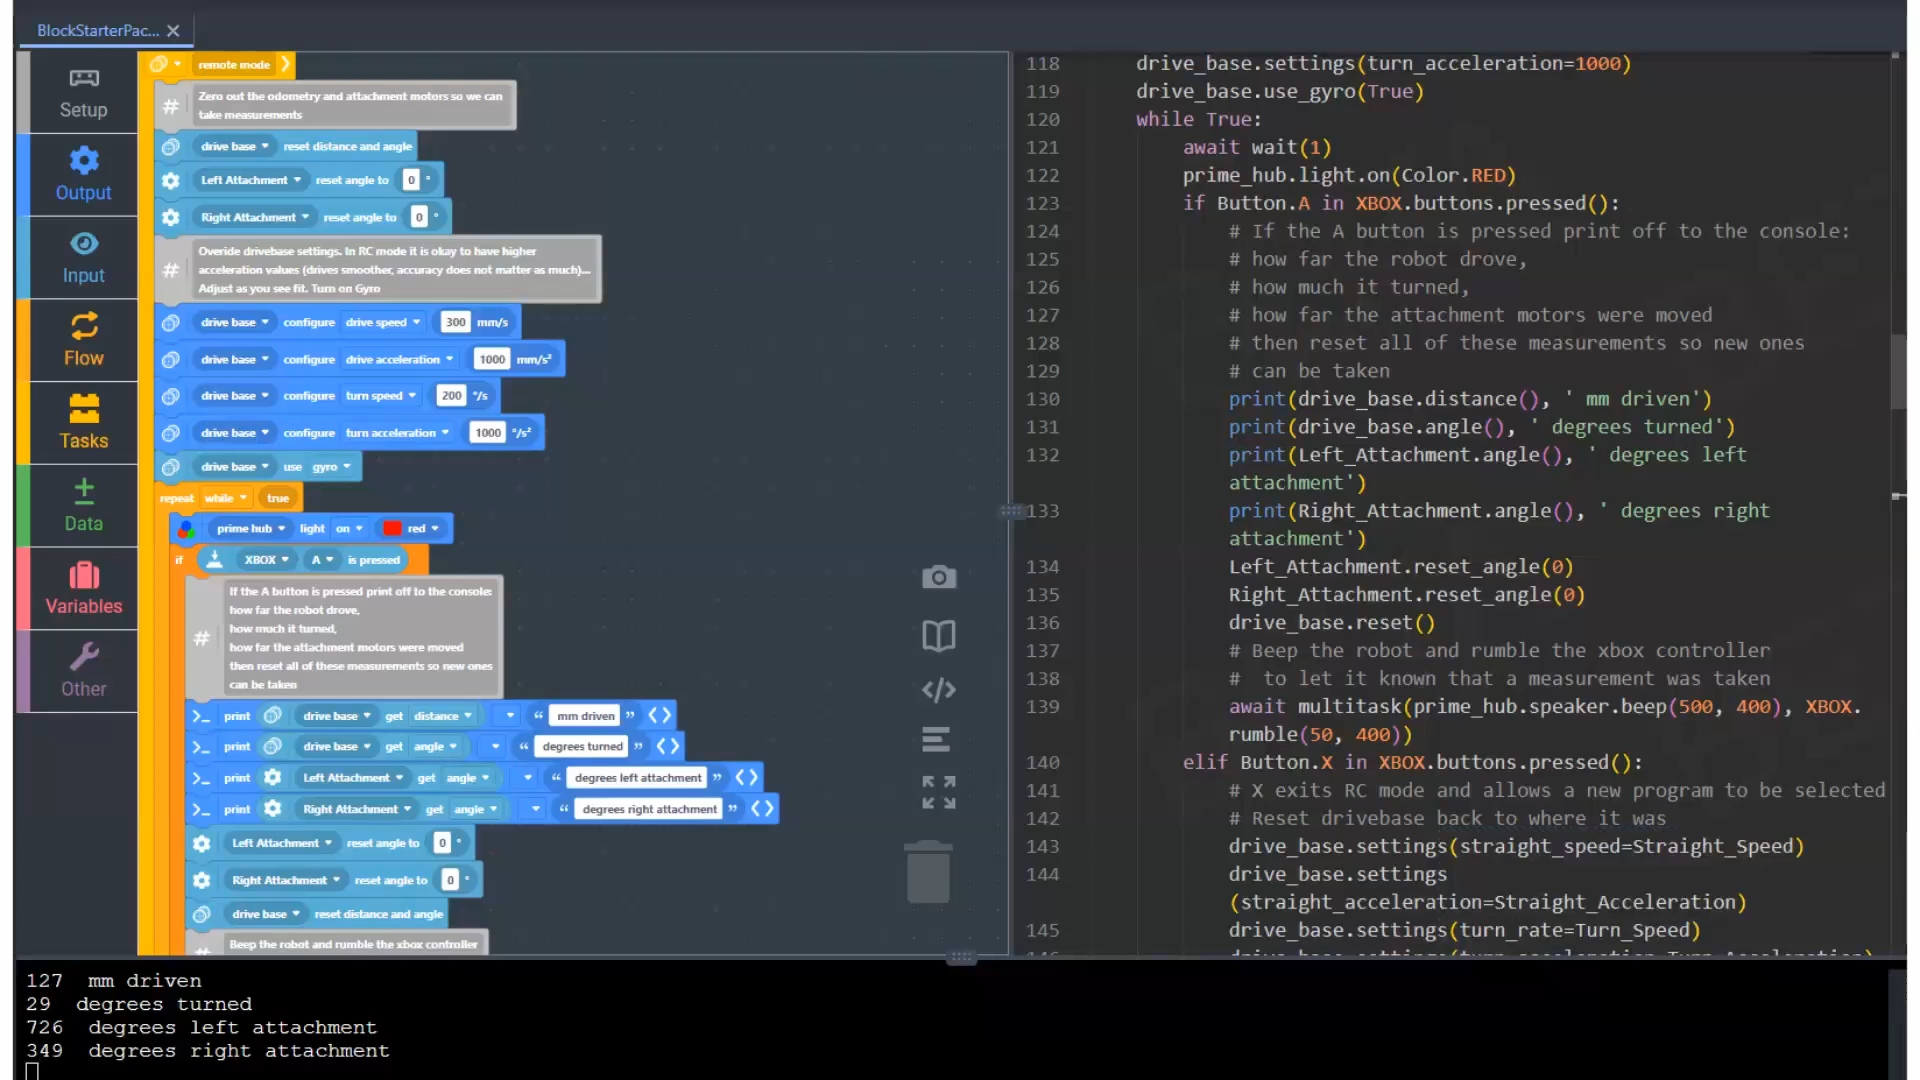 BlockStarterPac...
Setup
Output
Input
Flow
Tasks
Data
Variables
Other
remote mode
# Zero out the odometry and attachment motors so we can
take measurements
drive base reset distance and angle
Left Attachment reset angle to 0 °
Right Attachment reset angle to 0 °
# Overide drivebase settings. In RC mode it is okay to have higher
acceleration values (drives smoother, accuracy does not matter as much)...
Adjust as you see fit. Turn on Gyro
drive base configure drive speed 300 mm/s
drive base configure drive acceleration 1000 mm/s²
drive base configure turn speed 200 °/s
drive base configure turn acceleration 1000 °/s²
drive base use gyro
repeat while true
prime hub light on red
if XBOX A is pressed
# If the A button is pressed print off to the console:
how far the robot drove,
how much it turned,
how far the attachment motors were moved
then reset all of these measurements so new ones
can be taken
print drive base get distance “ mm driven ”
print drive base get angle “ degrees turned ”
print Left Attachment get angle “ degrees left attachment ”
print Right Attachment get angle “ degrees right attachment ”
Left Attachment reset angle to 0 °
Right Attachment reset angle to 0 °
drive base reset distance and angle
Beep the robot and rumble the xbox controller
118 drive_base.settings(turn_acceleration=1000)
119 drive_base.use_gyro(True)
120 while True:
121 await wait(1)
122 prime_hub.light.on(Color.RED)
123 if Button.A in XBOX.buttons.pressed():
124 # If the A button is pressed print off to the console:
125 # how far the robot drove,
126 # how much it turned,
127 # how far the attachment motors were moved
128 # then reset all of these measurements so new ones
129 # can be taken
130 print(drive_base.distance(), ' mm driven')
131 print(drive_base.angle(), ' degrees turned')
132 print(Left_Attachment.angle(), ' degrees left
attachment')
133 print(Right_Attachment.angle(), ' degrees right
attachment')
134 Left_Attachment.reset_angle(0)
135 Right_Attachment.reset_angle(0)
136 drive_base.reset()
137 # Beep the robot and rumble the xbox controller
138 #  to let it known that a measurement was taken
139 await multitask(prime_hub.speaker.beep(500, 400), XBOX.
rumble(50, 400))
140 elif Button.X in XBOX.buttons.pressed():
141 # X exits RC mode and allows a new program to be selected
142 # Reset drivebase back to where it was
143 drive_base.settings(straight_speed=Straight_Speed)
144 drive_base.settings
(straight_acceleration=Straight_Acceleration)
145 drive_base.settings(turn_rate=Turn_Speed)
127  mm driven
29  degrees turned
726  degrees left attachment
349  degrees right attachment